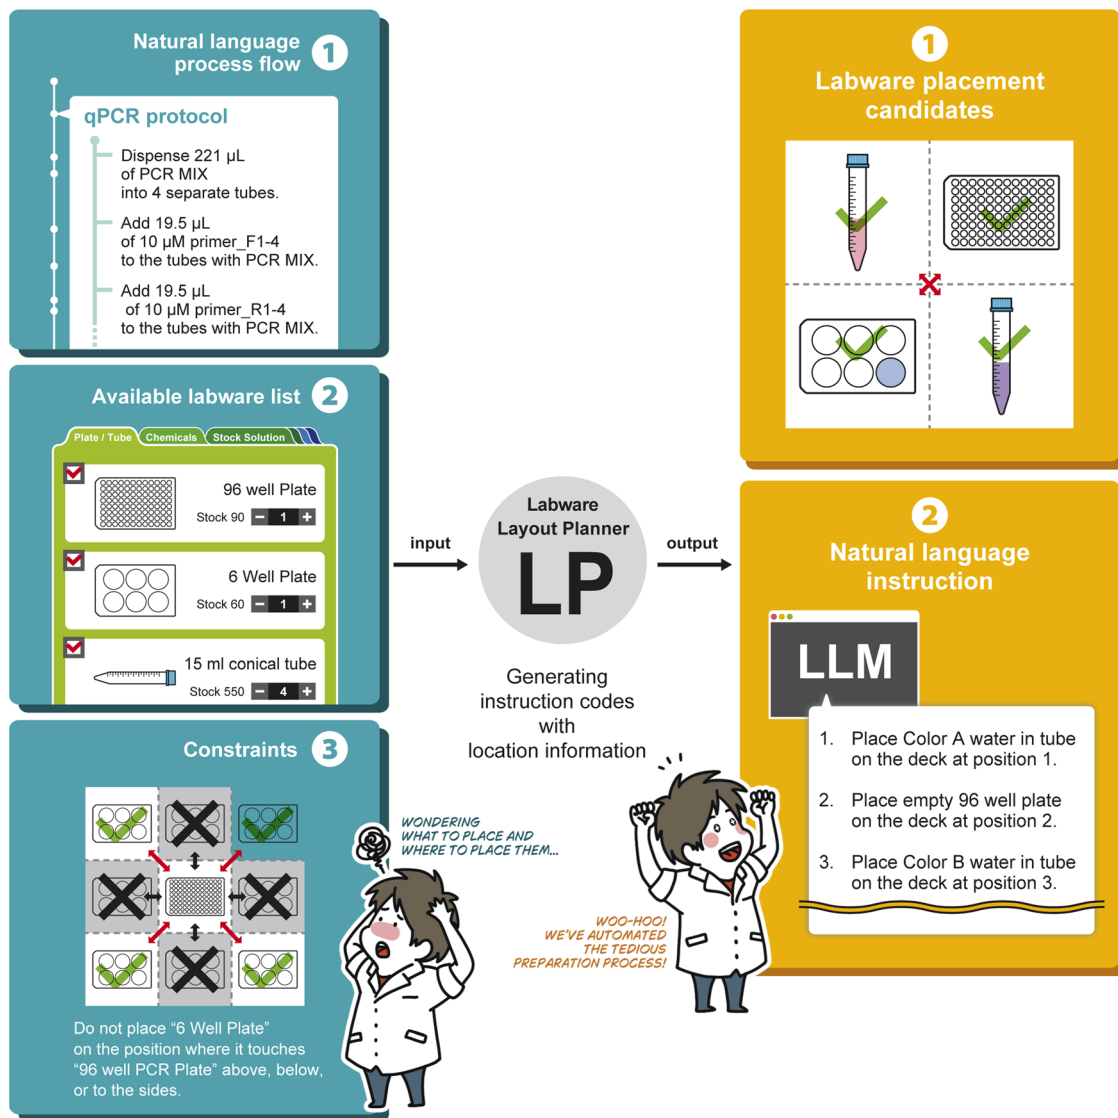 Natural language
process flow
1
qPCR protocol
Dispense 221 µL
of PCR MIX
into 4 separate tubes.
Add 19.5 µL
of 10 µM primer_F1-4
to the tubes with PCR MIX.
Add 19.5 µL
of 10 µM primer_R1-4
to the tubes with PCR MIX.
Available labware list
2
Plate / Tube
Chemicals
Stock Solution
96 well Plate
Stock 90 − 1 +
6 Well Plate
Stock 60 − 1 +
15 ml conical tube
Stock 550 − 4 +
Constraints
3
Do not place “6 Well Plate”
on the position where it touches
“96 well PCR Plate” above, below,
or to the sides.
WONDERING
WHAT TO PLACE AND
WHERE TO PLACE THEM...
input
Labware
Layout Planner
LP
output
Generating
instruction codes
with
location information
WOO-HOO!
WE'VE AUTOMATED
THE TEDIOUS
PREPARATION PROCESS!
1
Labware placement
candidates
2
Natural language
instruction
LLM
1. Place Color A water in tube
on the deck at position 1.
2. Place empty 96 well plate
on the deck at position 2.
3. Place Color B water in tube
on the deck at position 3.